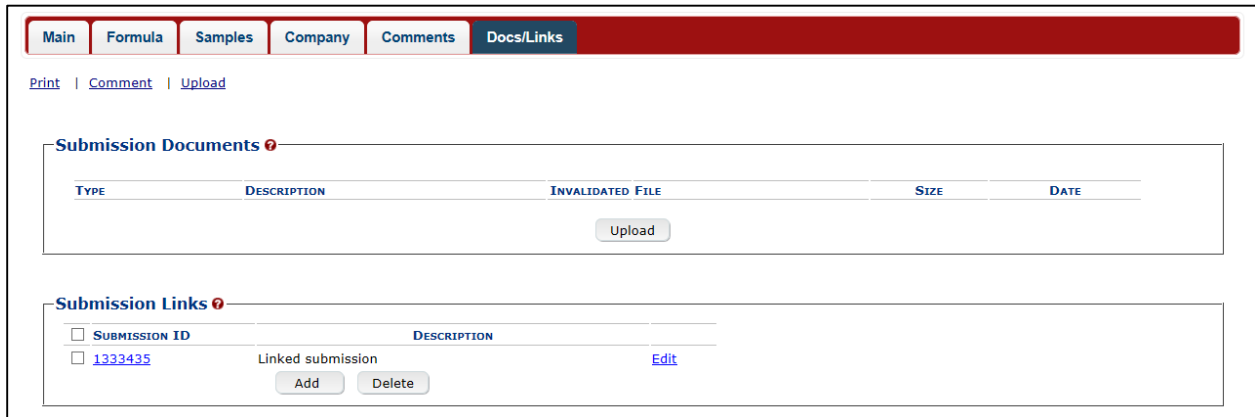 Main Formula Samples Company Comments Docs/Links
Print | Comment | Upload
Submission Documents ?
TYPE DESCRIPTION INVALIDATED FILE SIZE DATE
Upload
Submission Links ?
SUBMISSION ID DESCRIPTION
1333435 Linked submission Edit
Add Delete